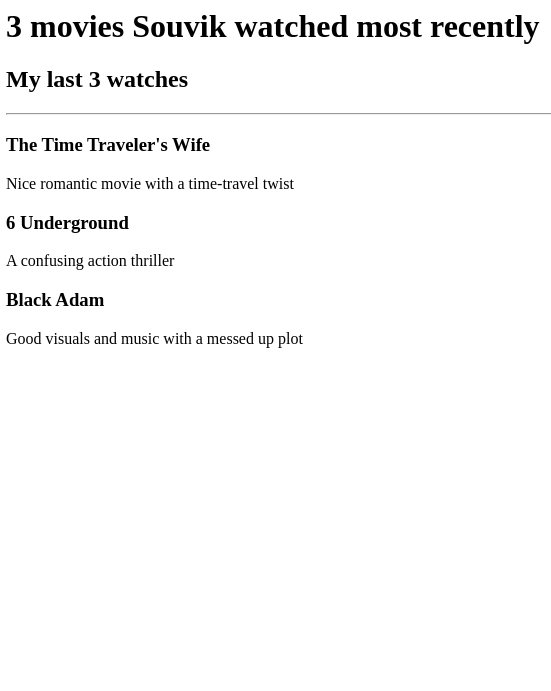 3 movies Souvik watched most recently
My last 3 watches
The Time Traveler's Wife
Nice romantic movie with a time-travel twist
6 Underground
A confusing action thriller
Black Adam
Good visuals and music with a messed up plot